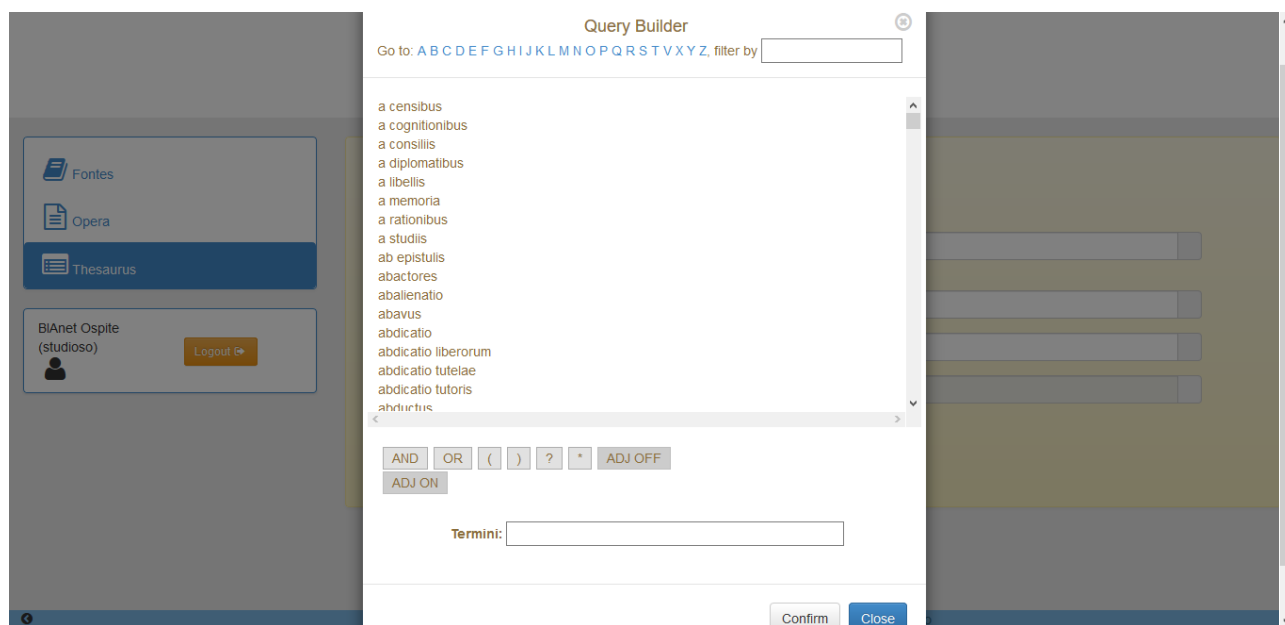 Query Builder
Go to: A B C D E F G H I J K L M N O P Q R S T V X Y Z, filter by
a censibus
a cognitionibus
a consiliis
a diplomatibus
a libellis
a memoria
a rationibus
a studiis
ab epistulis
abactores
abalienatio
abavus
abdicatio
abdicatio liberorum
abdicatio tutelae
abdicatio tutoris
abductus
AND OR ( ) ? * ADJ OFF
ADJ ON
Termini:
Confirm Close
Fontes
Opera
Thesaurus
BIAnet Ospite
(studioso)
Logout